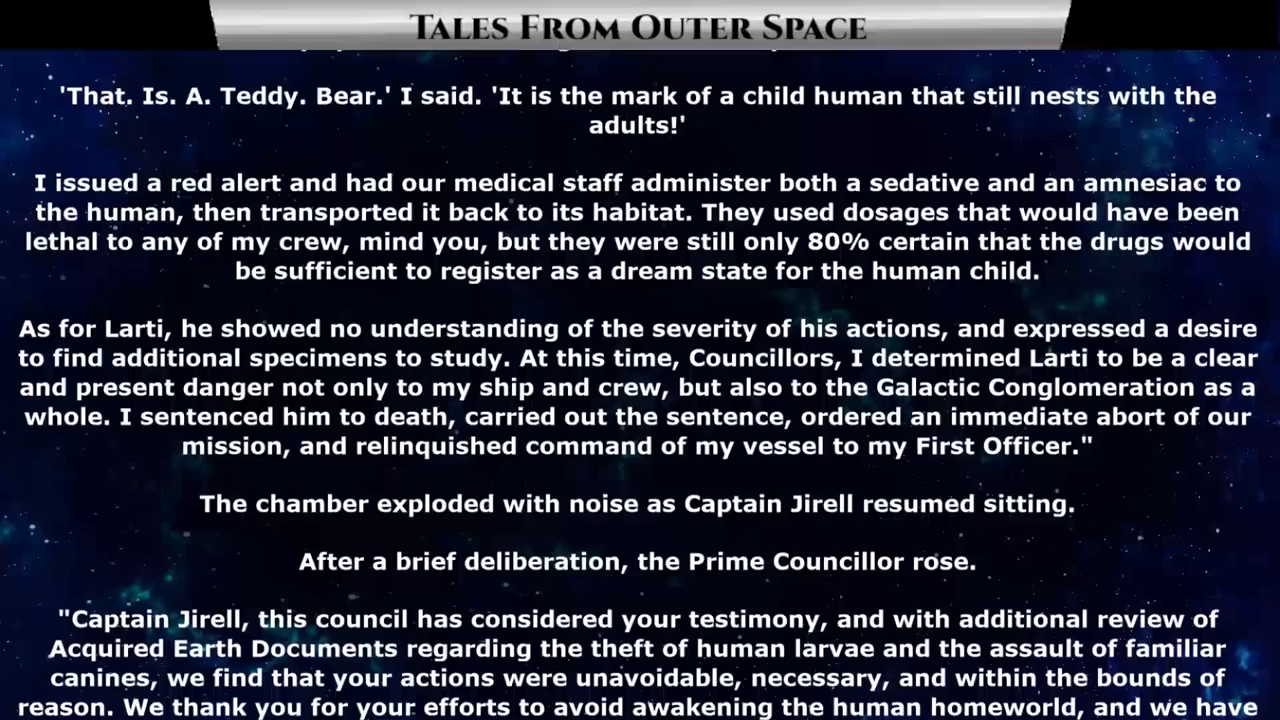 Tales From Outer Space
'That. Is. A. Teddy. Bear.' I said. 'It is the mark of a child human that still nests with the
adults!'
I issued a red alert and had our medical staff administer both a sedative and an amnesiac to
the human, then transported it back to its habitat. They used dosages that would have been
lethal to any of my crew, mind you, but they were still only 80% certain that the drugs would
be sufficient to register as a dream state for the human child.
As for Larti, he showed no understanding of the severity of his actions, and expressed a desire
to find additional specimens to study. At this time, Councillors, I determined Larti to be a clear
and present danger not only to my ship and crew, but also to the Galactic Conglomeration as a
whole. I sentenced him to death, carried out the sentence, ordered an immediate abort of our
mission, and relinquished command of my vessel to my First Officer."
The chamber exploded with noise as Captain Jirell resumed sitting.
After a brief deliberation, the Prime Councillor rose.
"Captain Jirell, this council has considered your testimony, and with additional review of
Acquired Earth Documents regarding the theft of human larvae and the assault of familiar
canines, we find that your actions were unavoidable, necessary, and within the bounds of
reason. We thank you for your efforts to avoid awakening the human homeworld, and we have